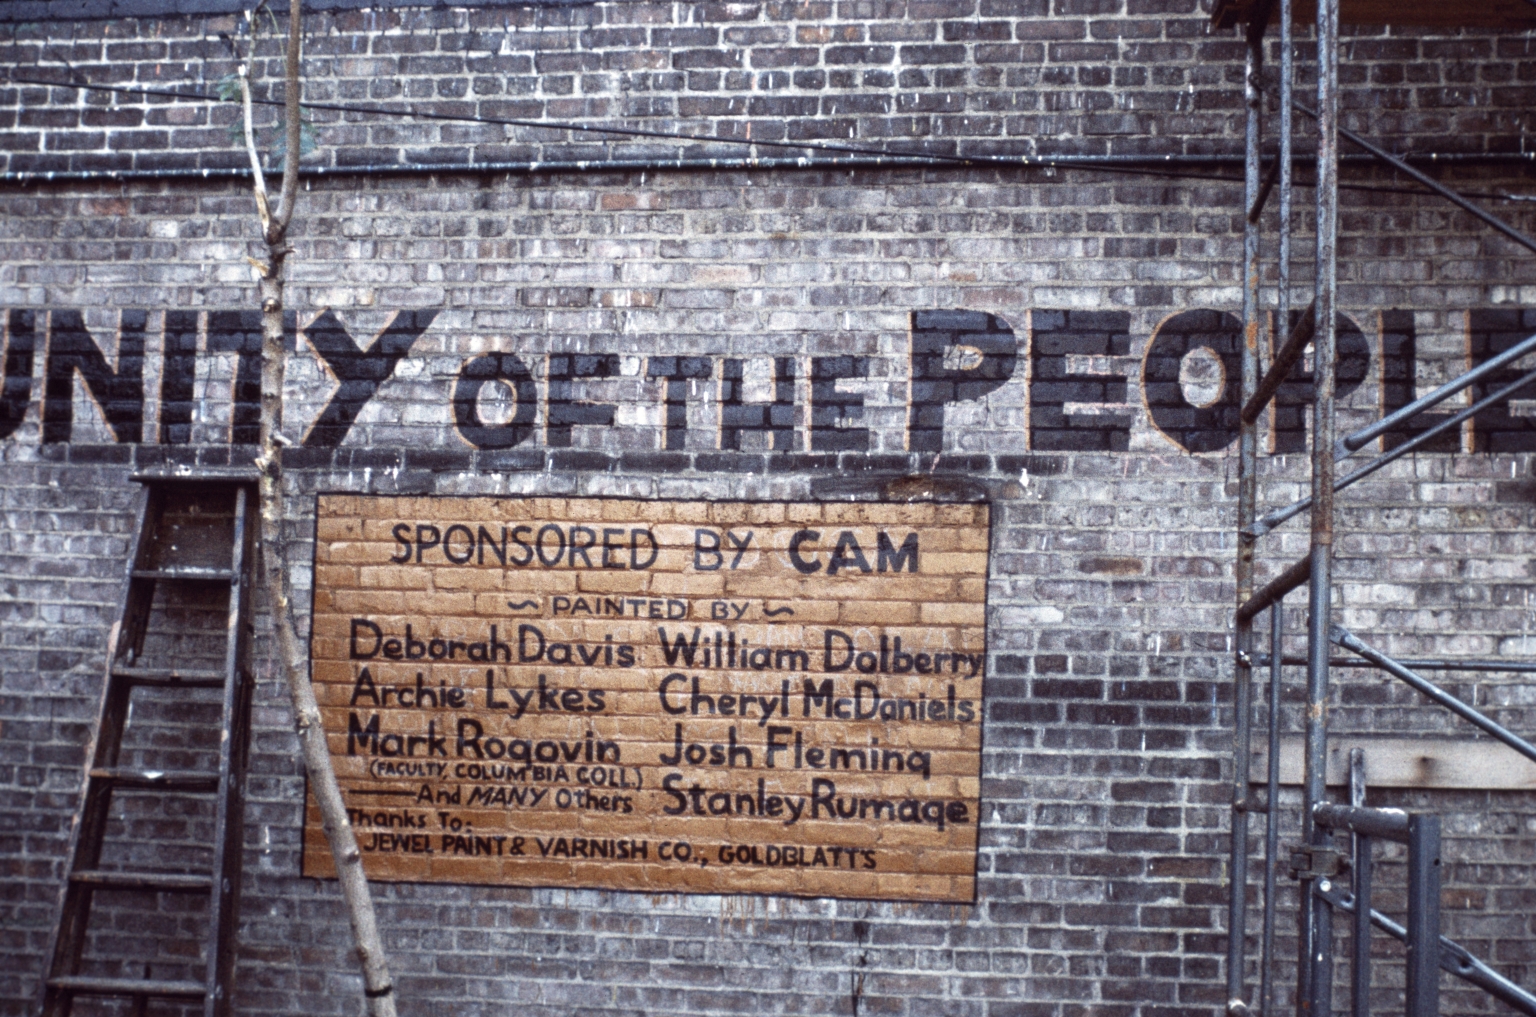 UNITY OF THE PEOPLE
SPONSORED BY CAM
~ PAINTED BY ~
Deborah Davis William Dolberry
Archie Lykes Cheryl McDaniels
Mark Rogovin Josh Fleming
(FACULTY, COLUMBIA COLL.)
And MANY Others Stanley Rumage
Thanks To:
JEWEL PAINT & VARNISH CO., GOLDBLATT'S